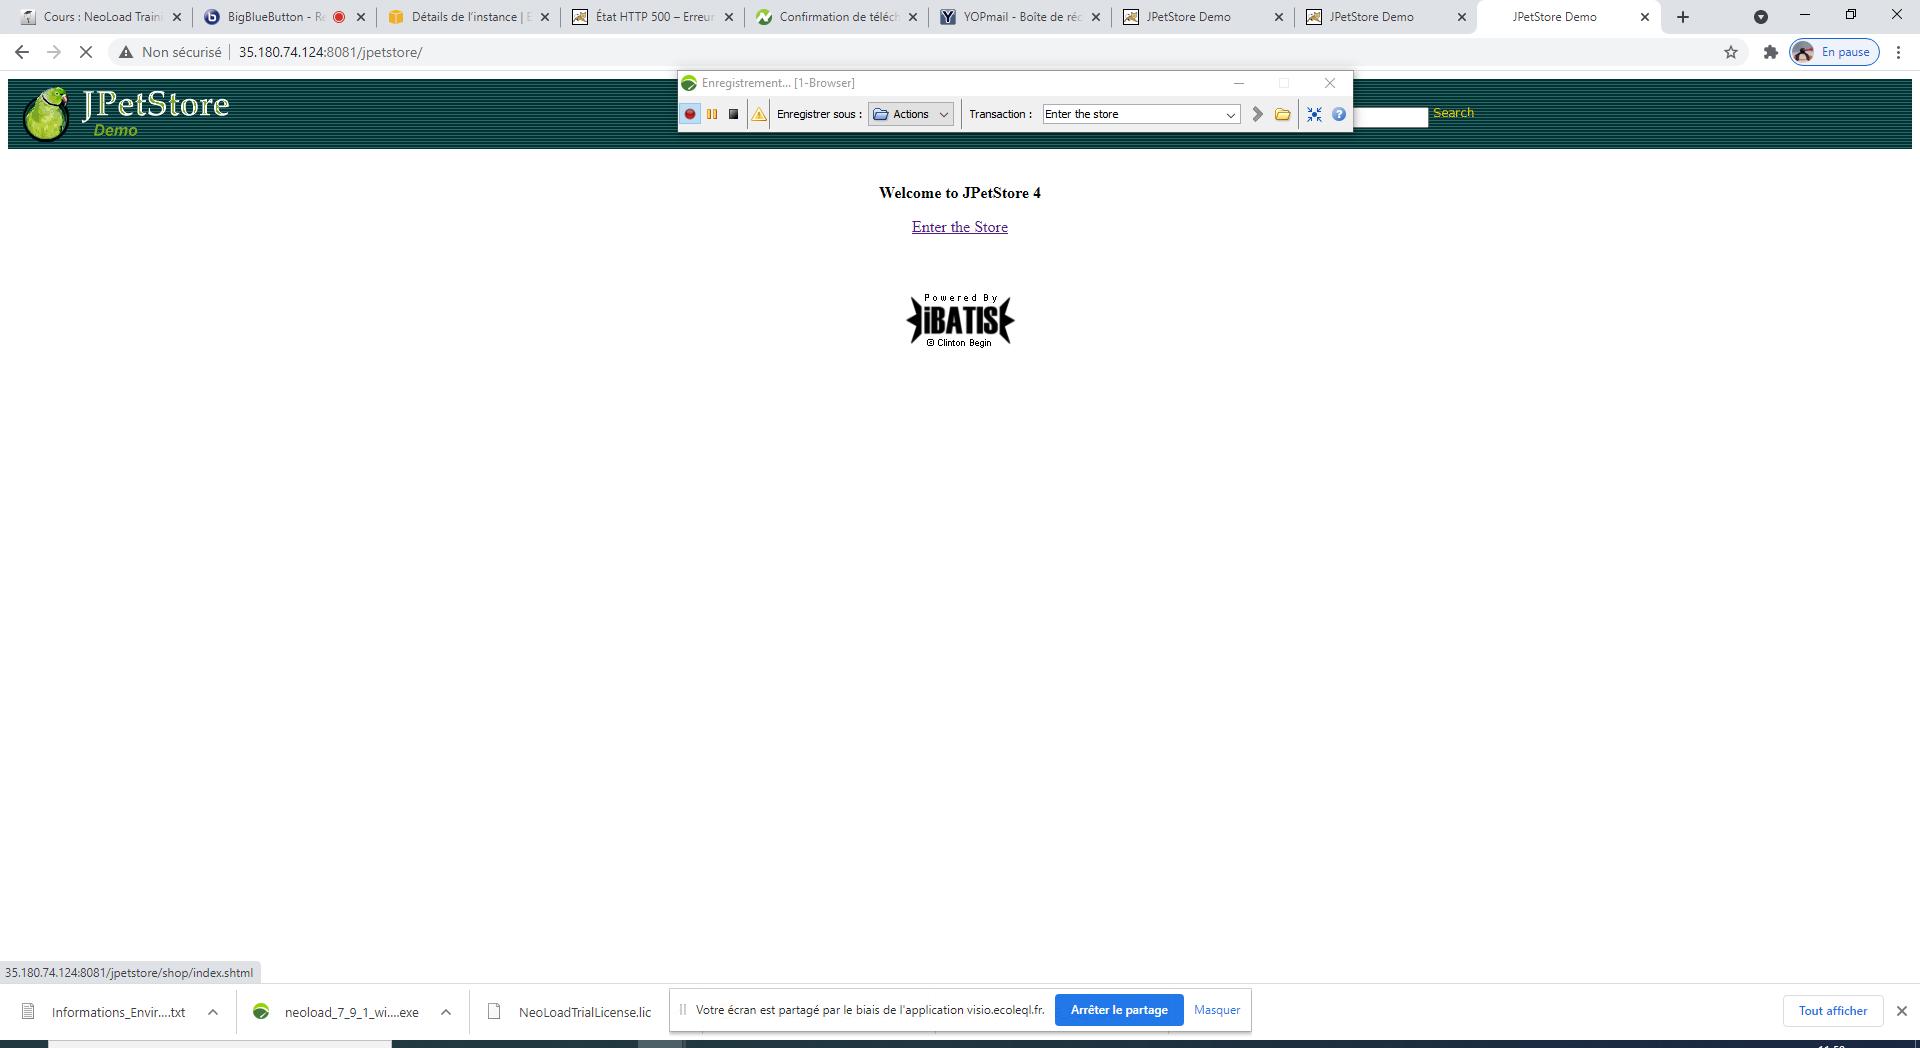 Cours : NeoLoad Traini
BigBlueButton - Re
Détails de l'instance | E
État HTTP 500 – Erreur
Confirmation de téléch
YOPmail - Boîte de réc
JPetStore Demo
JPetStore Demo
JPetStore Demo
Non sécurisé
35.180.74.124:8081/jpetstore/
En pause
Enregistrement... [1-Browser]
Enregistrer sous :
Actions
Transaction :
Enter the store
JPetStore
Demo
Search
Welcome to JPetStore 4
Enter the Store
Powered By
iBATIS
© Clinton Begin
35.180.74.124:8081/jpetstore/shop/index.shtml
Informations_Envir....txt
neoload_7_9_1_wi....exe
NeoLoadTrialLicense.lic
Votre écran est partagé par le biais de l'application visio.ecoleql.fr.
Arrêter le partage
Masquer
Tout afficher